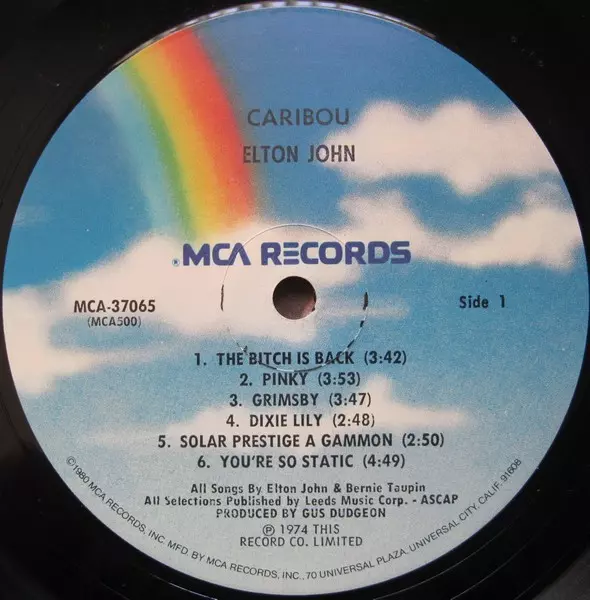 CARIBOU
ELTON JOHN
®MCA RECORDS
MCA-37065
(MCA500)
Side 1
1. THE BITCH IS BACK (3:42)
2. PINKY (3:53)
3. GRIMSBY (3:47)
4. DIXIE LILY (2:48)
5. SOLAR PRESTIGE A GAMMON (2:50)
6. YOU'RE SO STATIC (4:49)
All Songs By Elton John & Bernie Taupin
All Selections Published by Leeds Music Corp. - ASCAP
PRODUCED BY GUS DUDGEON
Ⓟ 1974 THIS
RECORD CO. LIMITED
©1980 MCA RECORDS, INC MFD. BY MCA RECORDS, INC., 70 UNIVERSAL PLAZA, UNIVERSAL CITY, CALIF. 91608